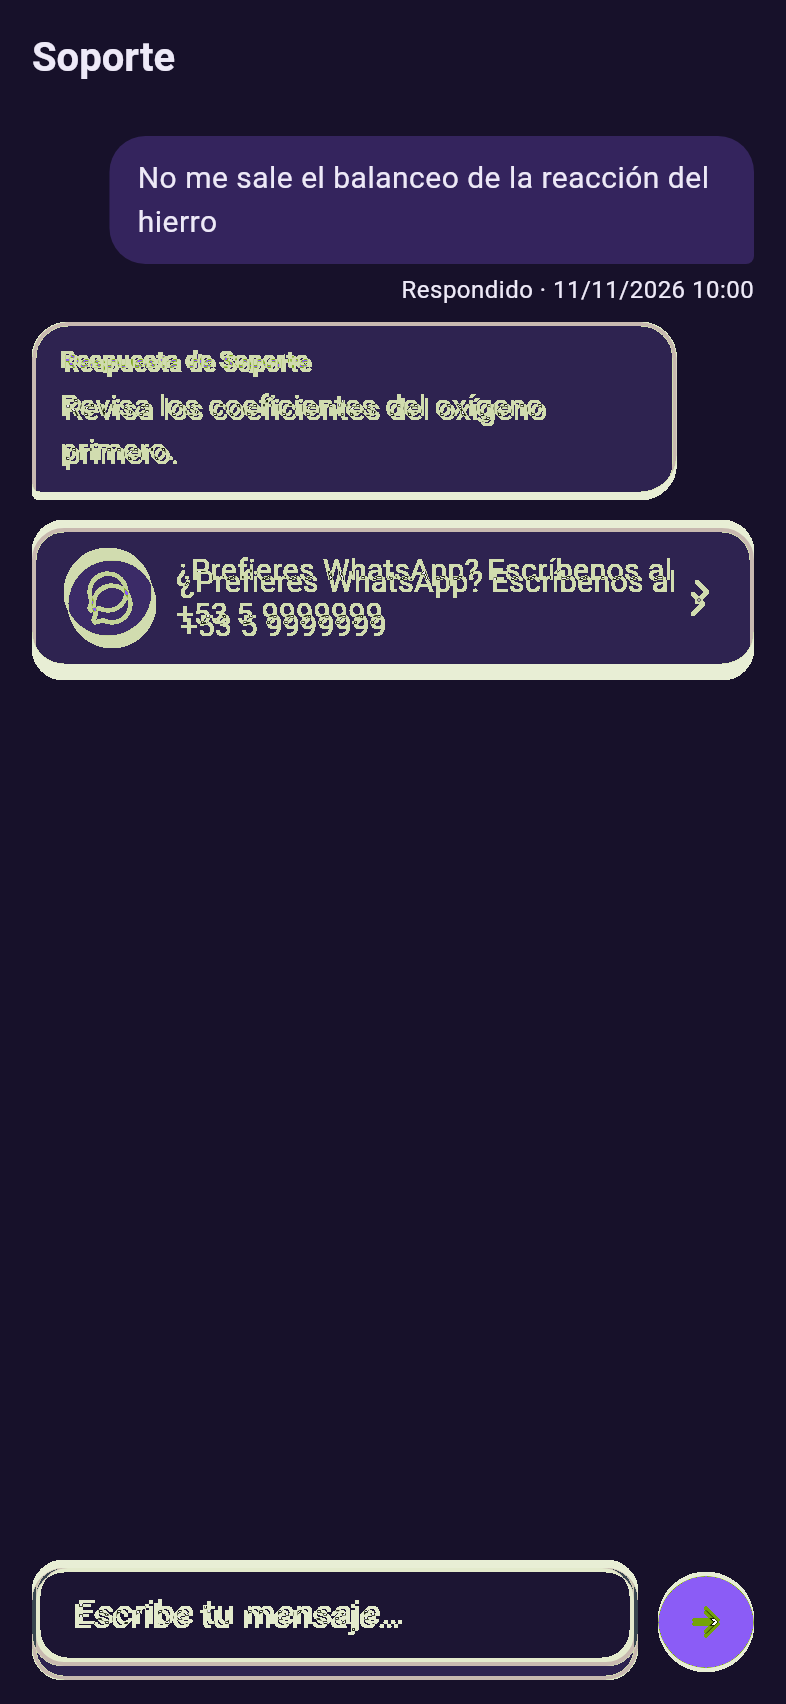 Soporte
No me sale el balanceo de la reacción del
hierro
Respondido · 11/11/2026 10:00
Respuesta de Soporte
Revisa los coeficientes del oxígeno
primero.
¿Prefieres WhatsApp? Escríbenos al
+53 5 9999999
Escribe tu mensaje...